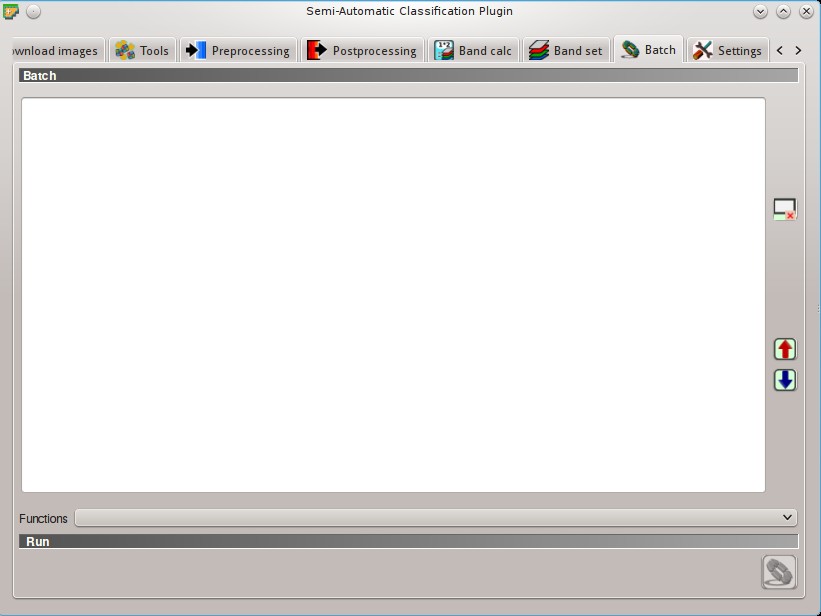 Semi-Automatic Classification Plugin
wnload images Tools Preprocessing Postprocessing Band calc Band set Batch Settings
Batch
Functions
Run